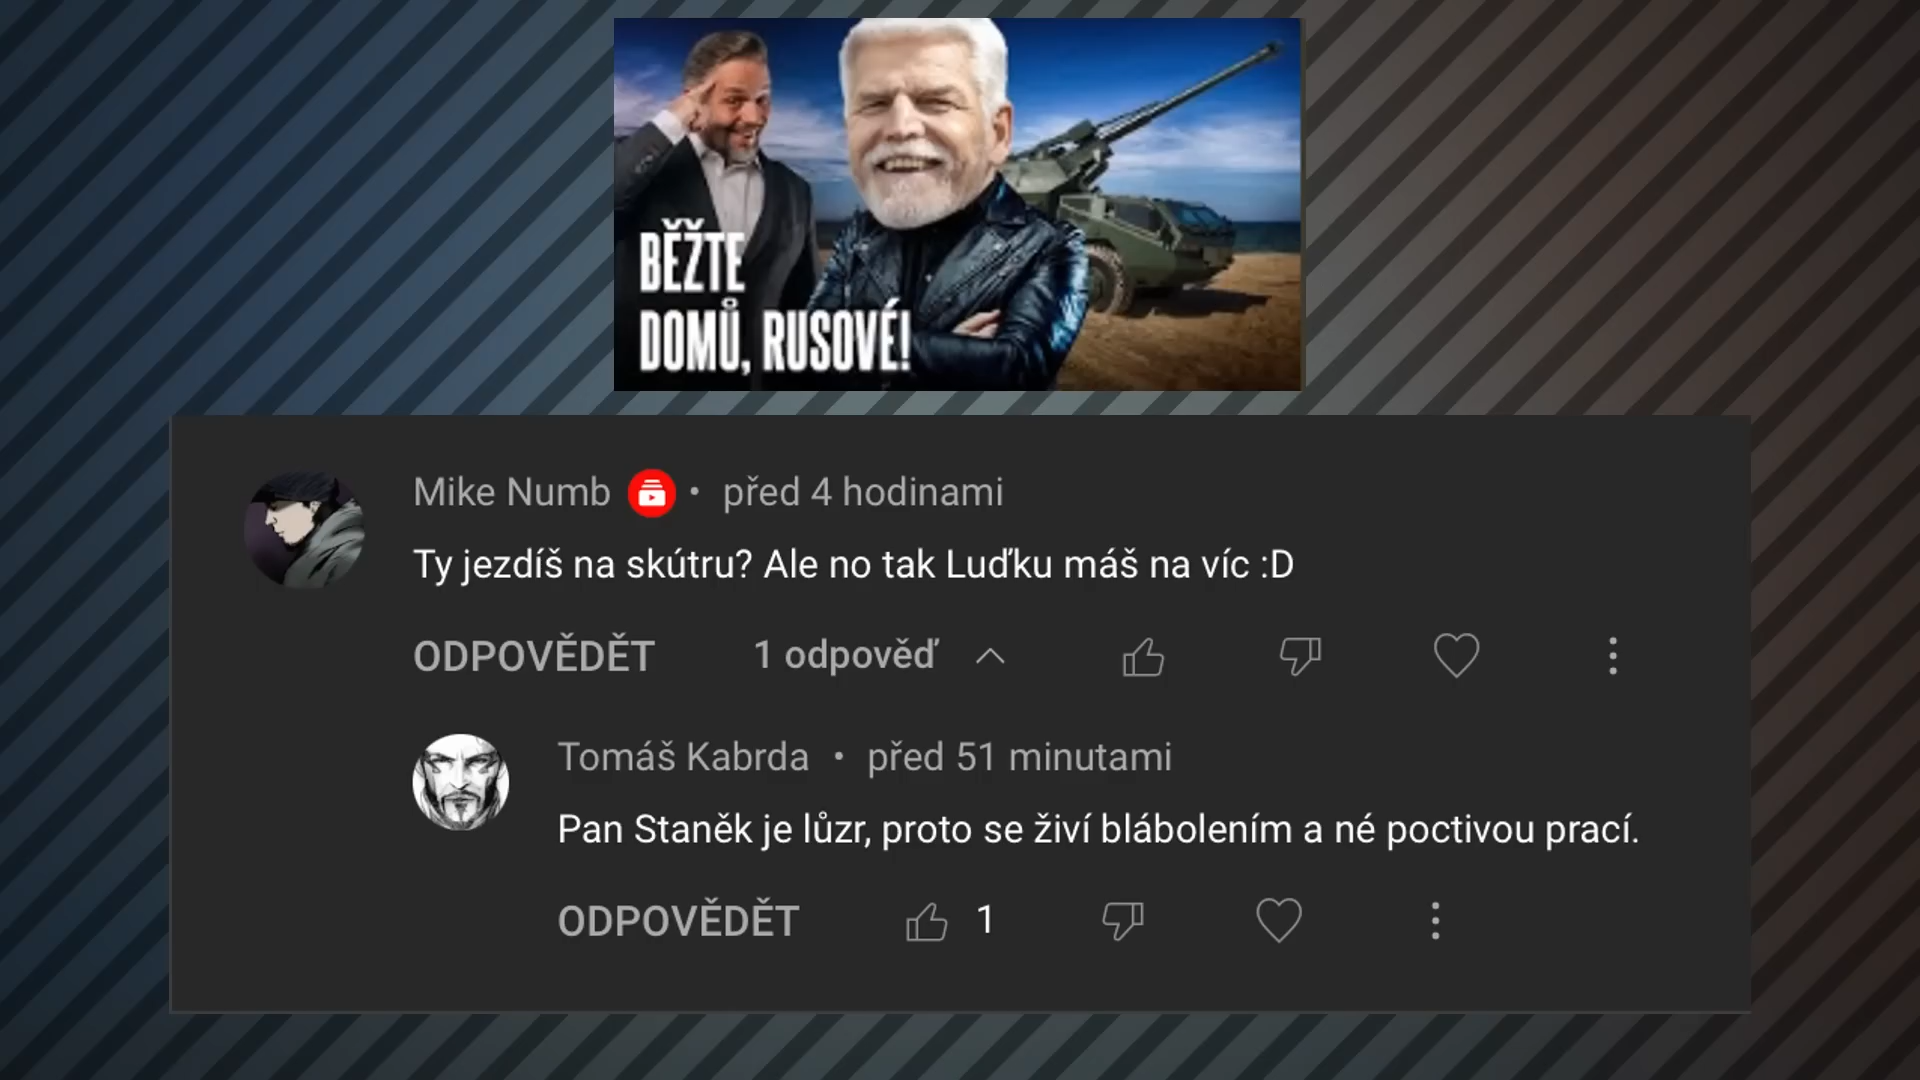 BĚŽTE
DOMŮ, RUSOVÉ!
Mike Numb • před 4 hodinami
Ty jezdíš na skútru? Ale no tak Luďku máš na víc :D
ODPOVĚDĚT 1 odpověď
Tomáš Kabrda • před 51 minutami
Pan Staněk je lůzr, proto se živí blábolením a né poctivou prací.
ODPOVĚDĚT 1